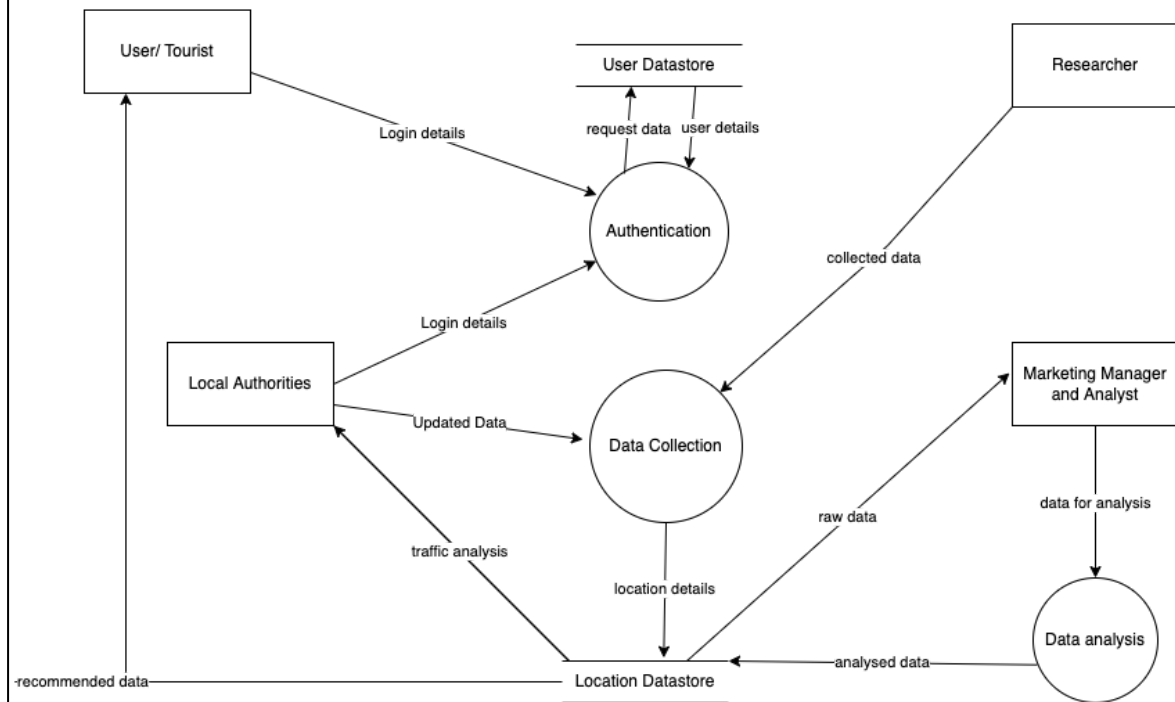 User/ Tourist
User Datastore
Researcher
request data
user details
Login details
Authentication
collected data
Login details
Local Authorities
Marketing Manager
and Analyst
Updated Data
Data Collection
data for analysis
raw data
traffic analysis
location details
Data analysis
analysed data
recommended data
Location Datastore